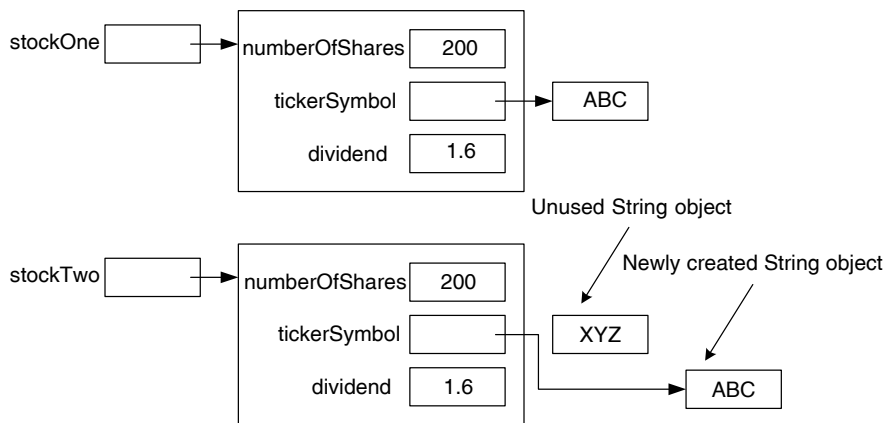 stockOne
numberOfShares 200
tickerSymbol ABC
dividend 1.6
Unused String object
stockTwo
Newly created String object
numberOfShares 200
tickerSymbol XYZ
dividend 1.6 ABC